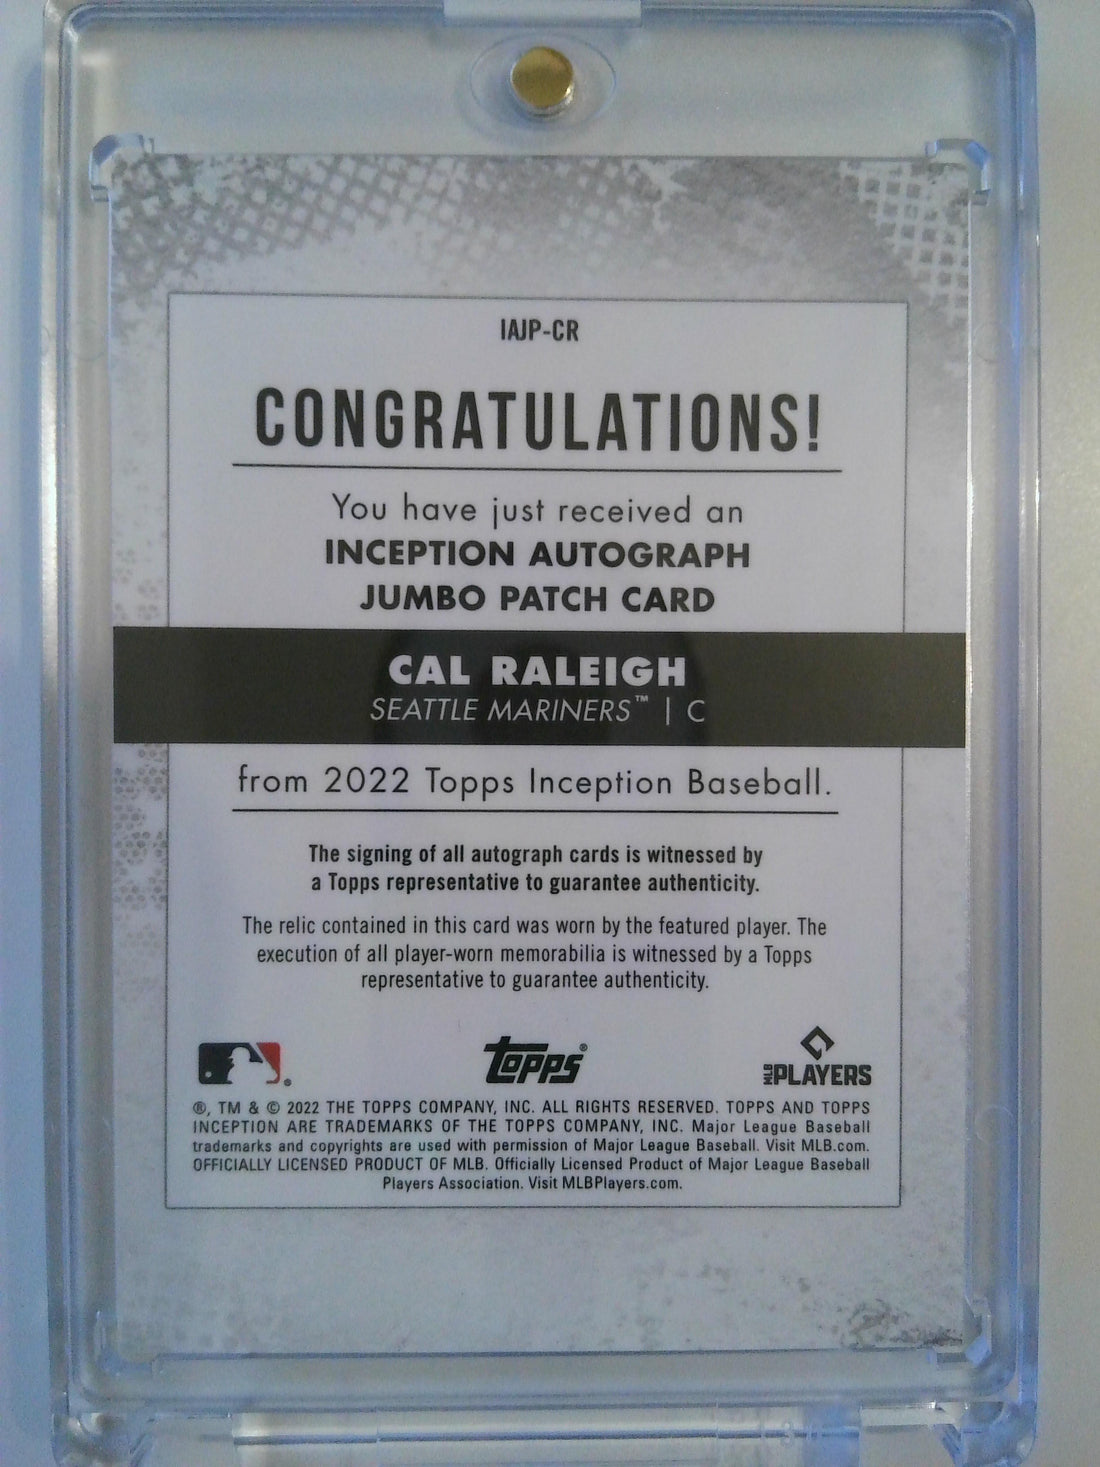 IAJP-CR
CONGRATULATIONS!
You have just received an
INCEPTION AUTOGRAPH
JUMBO PATCH CARD
CAL RALEIGH
SEATTLE MARINERS™ | C
from 2022 Topps Inception Baseball.
The signing of all autograph cards is witnessed by
a Topps representative to guarantee authenticity.
The relic contained in this card was worn by the featured player. The
execution of all player-worn memorabilia is witnessed by a Topps
representative to guarantee authenticity.
®
topps®
MLB PLAYERS
®, TM & © 2022 THE TOPPS COMPANY, INC. ALL RIGHTS RESERVED. TOPPS AND TOPPS
INCEPTION ARE TRADEMARKS OF THE TOPPS COMPANY, INC. Major League Baseball
trademarks and copyrights are used with permission of Major League Baseball. Visit MLB.com.
OFFICIALLY LICENSED PRODUCT OF MLB. Officially Licensed Product of Major League Baseball
Players Association. Visit MLBPlayers.com.